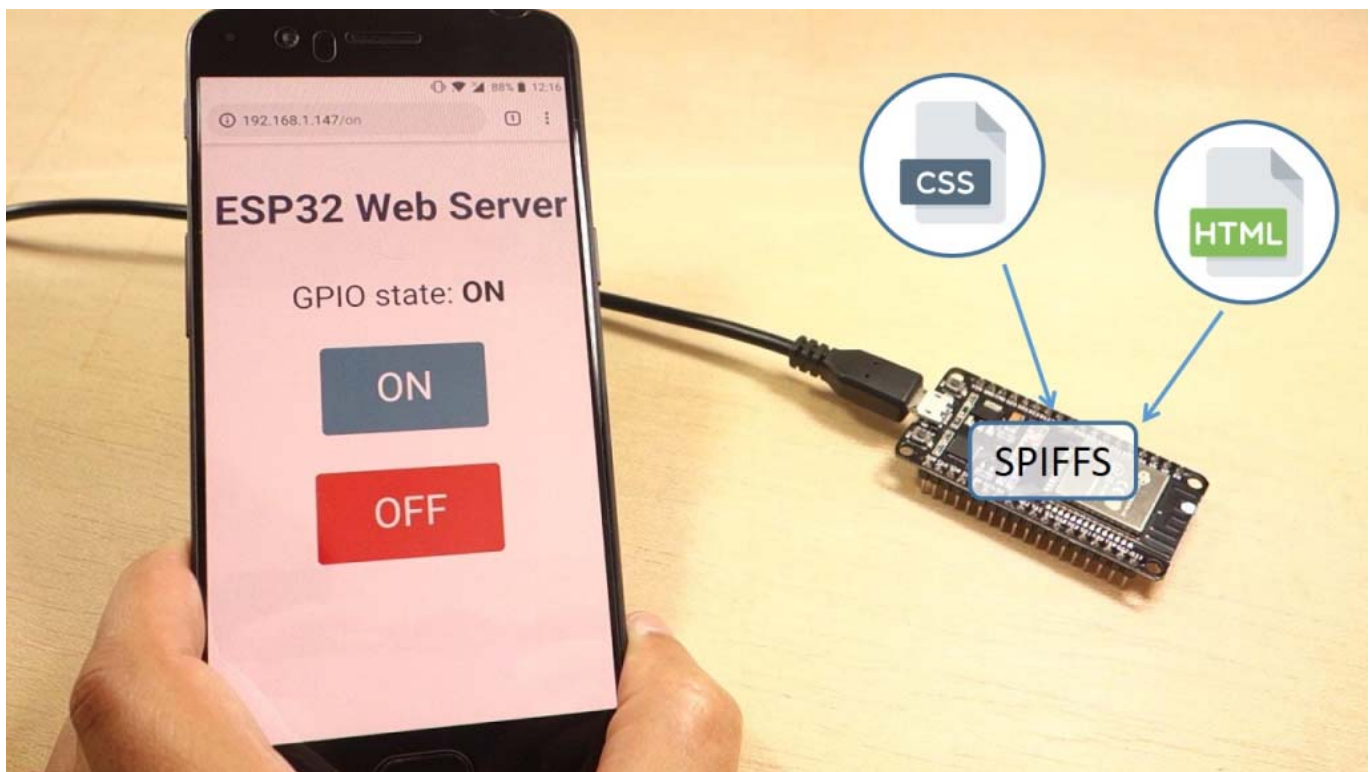 88% 12:16
192.168.1.147/on
1
ESP32 Web Server
GPIO state: ON
ON
OFF
CSS
HTML
SPIFFS